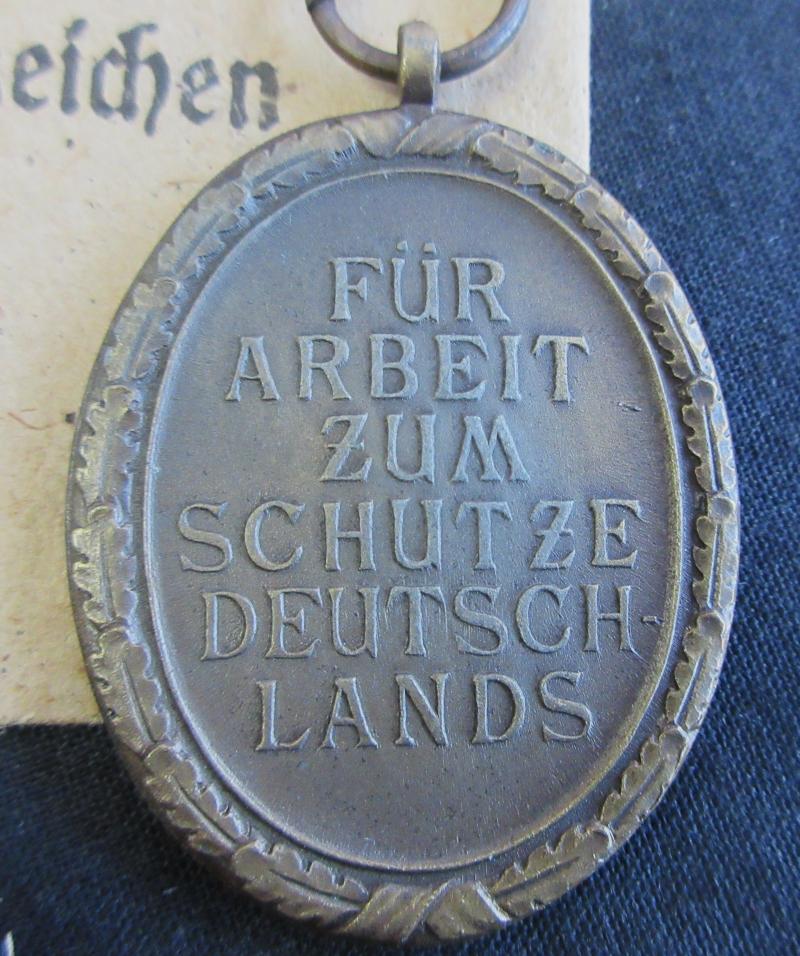 eichen
FÜR
ARBEIT
ZUM
SCHUTZE
DEUTSCH-
LANDS